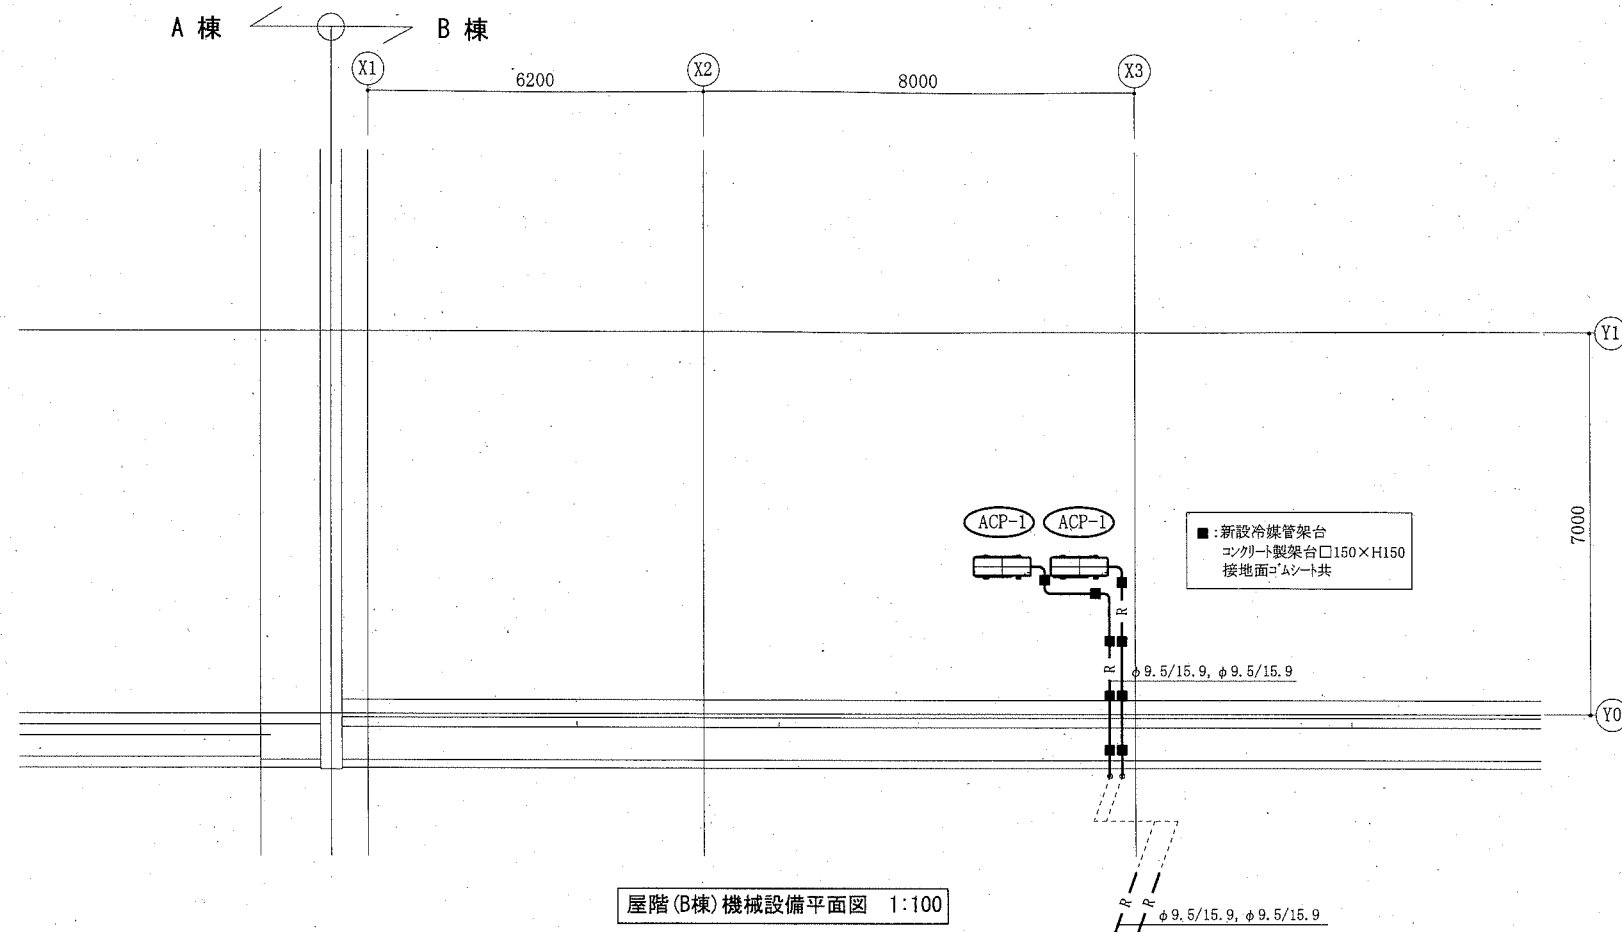 A 棟
B 棟
X1
X2
X3
6200
8000
Y1
7000
ACP-1
ACP-1
■:新設冷媒管架台
コンクリート製架台□150×H150
接地面ゴムシート共
R
R
φ9.5/15.9, φ9.5/15.9
Y0
屋階(B棟)機械設備平面図 1:100
R
R
φ9.5/15.9, φ9.5/15.9